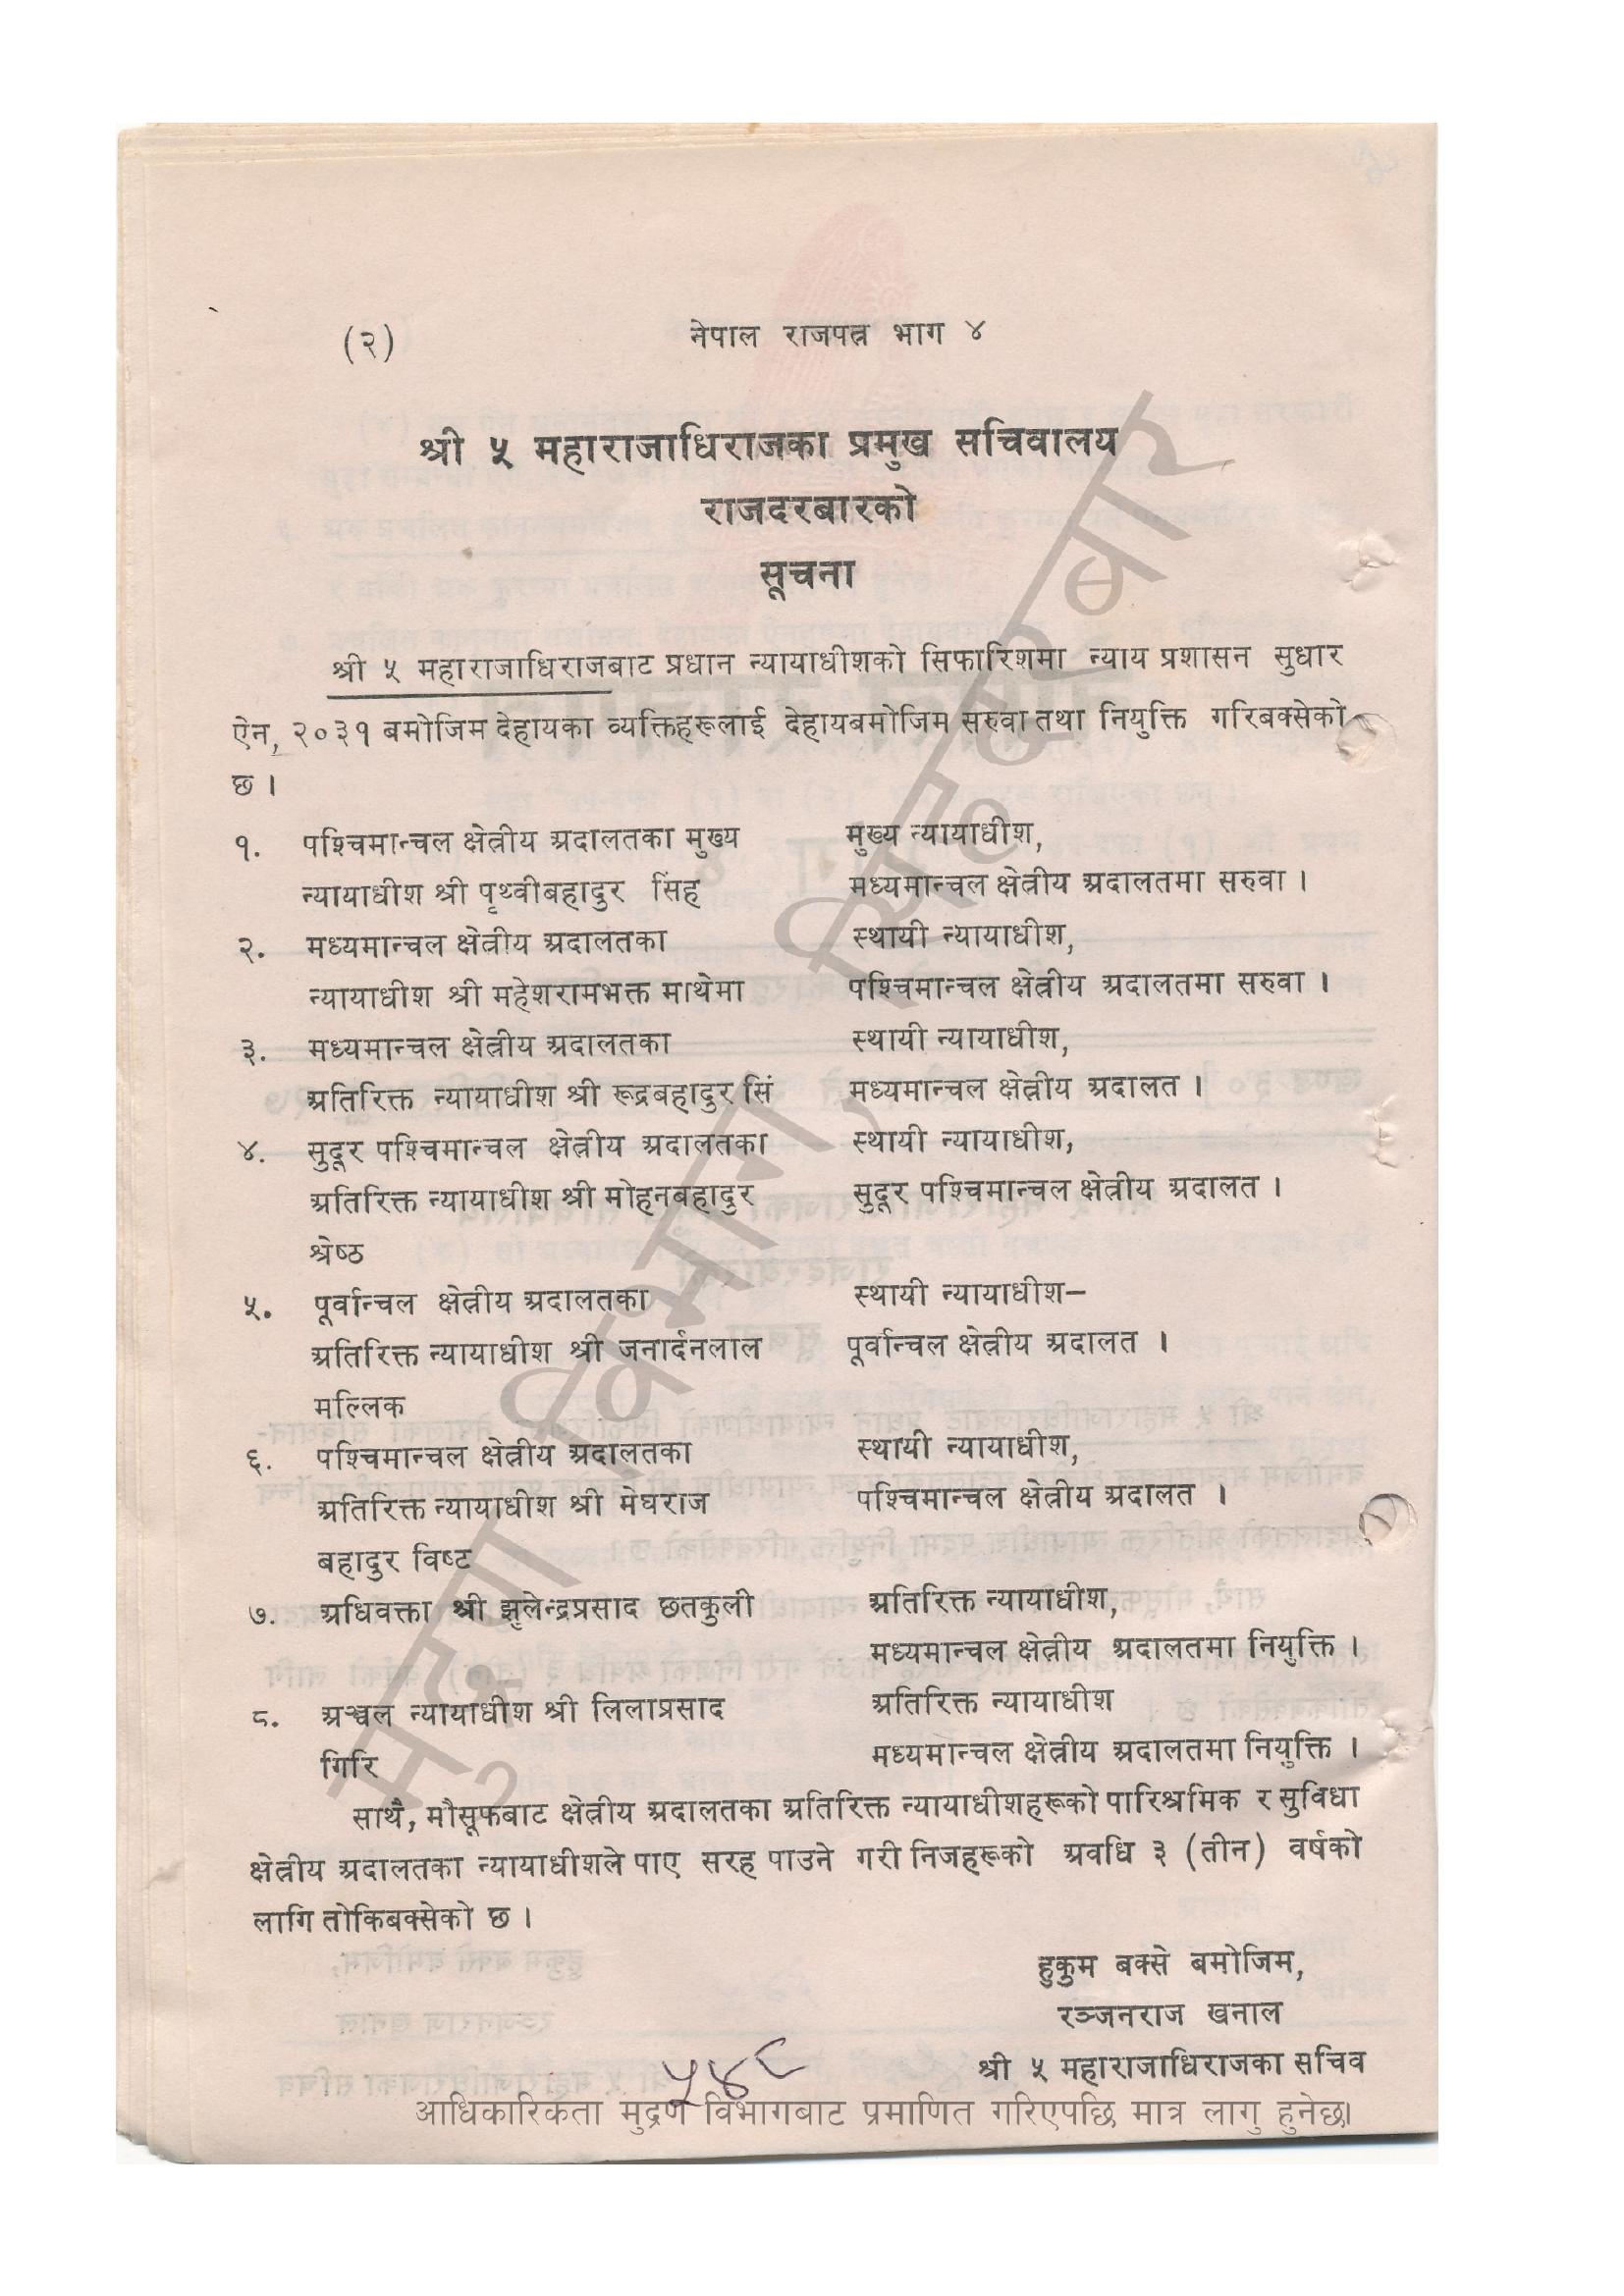 (२) नेपाल राजपत्र भाग ४
श्री ५ महाराजाधिराजका प्रमुख सचिवालय
राजदरबारको
सूचना
श्री ५ महाराजाधिराजबाट प्रधान न्यायाधीशको सिफारिशमा न्याय प्रशासन सुधार
ऐन, २०३१ बमोजिम देहायका व्यक्तिहरूलाई देहायबमोजिम सरुवा तथा नियुक्ति गरिबक्सेको
छ ।
१. पश्चिमान्चल क्षेत्रीय अदालतका मुख्य मुख्य न्यायाधीश,
न्यायाधीश श्री पृथ्वीबहादुर सिंह मध्यमान्चल क्षेत्रीय अदालतमा सरुवा ।
२. मध्यमान्चल क्षेत्रीय अदालतका स्थायी न्यायाधीश,
न्यायाधीश श्री महेशरामभक्त माथेमा पश्चिमान्चल क्षेत्रीय अदालतमा सरुवा ।
३. मध्यमान्चल क्षेत्रीय अदालतका स्थायी न्यायाधीश,
अतिरिक्त न्यायाधीश श्री रूद्रबहादुर सिं मध्यमान्चल क्षेत्रीय अदालत ।
४. सुदूर पश्चिमान्चल क्षेत्रीय अदालतका स्थायी न्यायाधीश,
अतिरिक्त न्यायाधीश श्री मोहनबहादुर सुदूर पश्चिमान्चल क्षेत्रीय अदालत ।
श्रेष्ठ
५. पूर्वान्चल क्षेत्रीय अदालतका स्थायी न्यायाधीश–
अतिरिक्त न्यायाधीश श्री जनार्दनलाल पूर्वान्चल क्षेत्रीय अदालत ।
मल्लिक
६. पश्चिमान्चल क्षेत्रीय अदालतका स्थायी न्यायाधीश,
अतिरिक्त न्यायाधीश श्री मेघराज पश्चिमान्चल क्षेत्रीय अदालत ।
बहादुर विष्ट
७. अधिवक्ता श्री झुलेन्द्रप्रसाद छतकुली अतिरिक्त न्यायाधीश,
मध्यमान्चल क्षेत्रीय अदालतमा नियुक्ति ।
८. अञ्चल न्यायाधीश श्री लिलाप्रसाद अतिरिक्त न्यायाधीश
गिरि मध्यमान्चल क्षेत्रीय अदालतमा नियुक्ति ।
साथै, मौसूफबाट क्षेत्रीय अदालतका अतिरिक्त न्यायाधीशहरूको पारिश्रमिक र सुविधा
क्षेत्रीय अदालतका न्यायाधीशले पाए सरह पाउने गरी निजहरूको अवधि ३ (तीन) वर्षको
लागि तोकिबक्सेको छ ।
हुकुम बक्से बमोजिम,
रञ्जनराज खनाल
श्री ५ महाराजाधिराजका सचिव
५४८
आधिकारिकता मुद्रण विभागबाट प्रमाणित गरिएपछि मात्र लागु हुनेछ।
मुद्रण विभाग, सिंहदरबार